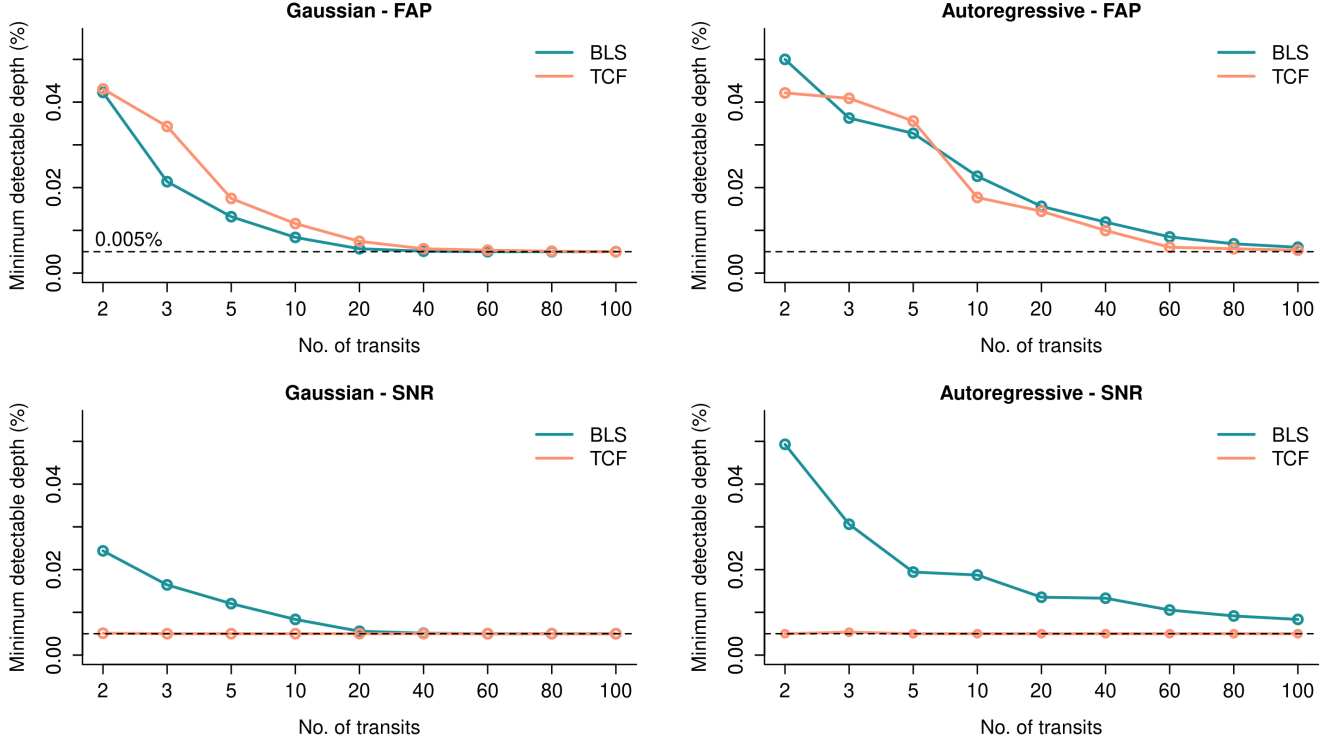 Gaussian - FAP
Minimum detectable depth (%)
0.00 0.02 0.04
BLS
TCF
0.005%
2 3 5 10 20 40 60 80 100
No. of transits
Autoregressive - FAP
Minimum detectable depth (%)
0.00 0.02 0.04
BLS
TCF
2 3 5 10 20 40 60 80 100
No. of transits
Gaussian - SNR
Minimum detectable depth (%)
0.00 0.02 0.04
BLS
TCF
2 3 5 10 20 40 60 80 100
No. of transits
Autoregressive - SNR
Minimum detectable depth (%)
0.00 0.02 0.04
BLS
TCF
2 3 5 10 20 40 60 80 100
No. of transits